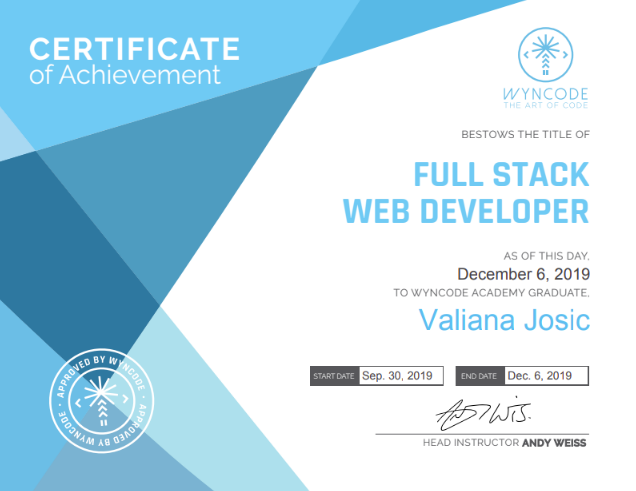 CERTIFICATE
of Achievement
WYNCODE
THE ART OF CODE
BESTOWS THE TITLE OF
FULL STACK
WEB DEVELOPER
AS OF THIS DAY,
December 6, 2019
TO WYNCODE ACADEMY GRADUATE,
Valiana Josic
START DATE Sep. 30, 2019 END DATE Dec. 6, 2019
HEAD INSTRUCTOR ANDY WEISS
APPROVED BY WYNCODE · APPROVED BY WYNCODE ·